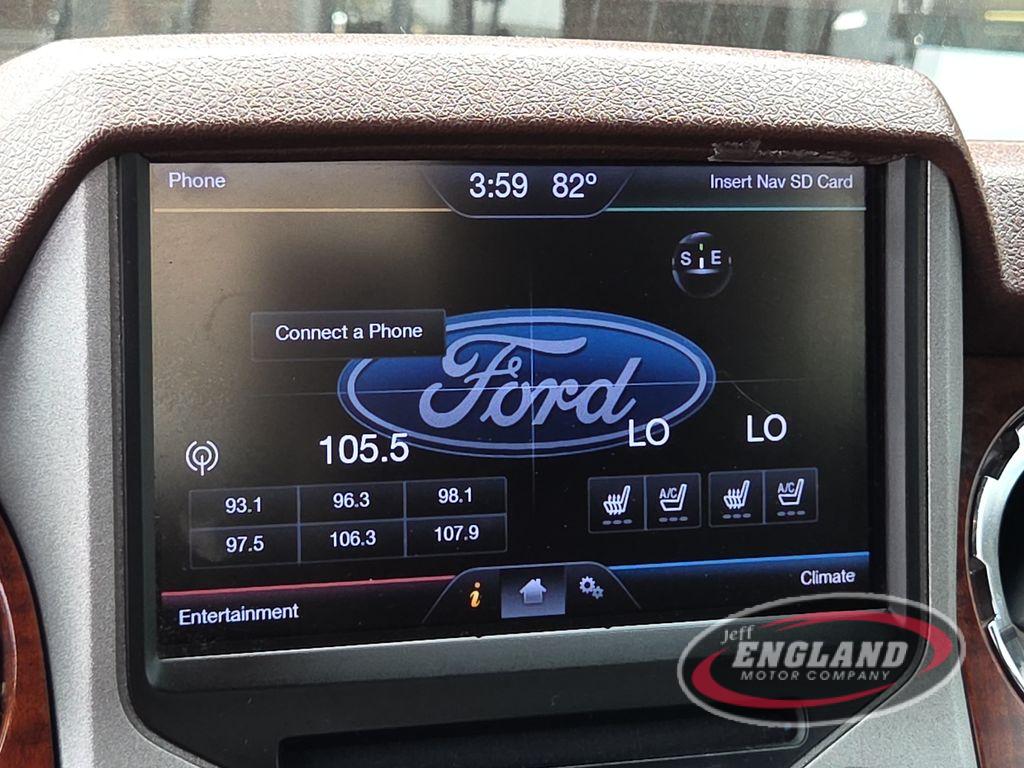 Phone
3:59 82º
Insert Nav SD Card
S E
Connect a Phone
Ford
105.5
LO
LO
93.1 96.3 98.1
97.5 106.3 107.9
A/C
A/C
Entertainment
i
Climate
Jeff
ENGLAND
MOTOR COMPANY